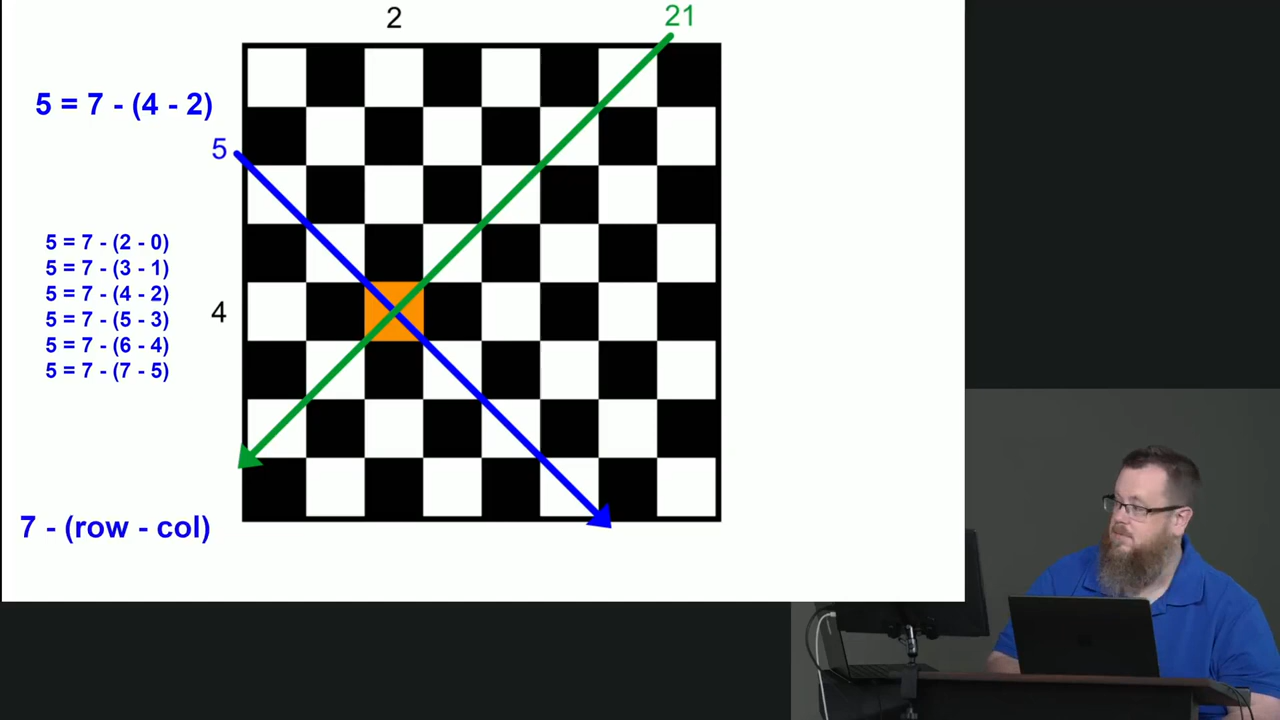 2
21
5 = 7 - (4 - 2)
5
5 = 7 - (2 - 0)
5 = 7 - (3 - 1)
5 = 7 - (4 - 2)
4
5 = 7 - (5 - 3)
5 = 7 - (6 - 4)
5 = 7 - (7 - 5)
7 - (row - col)